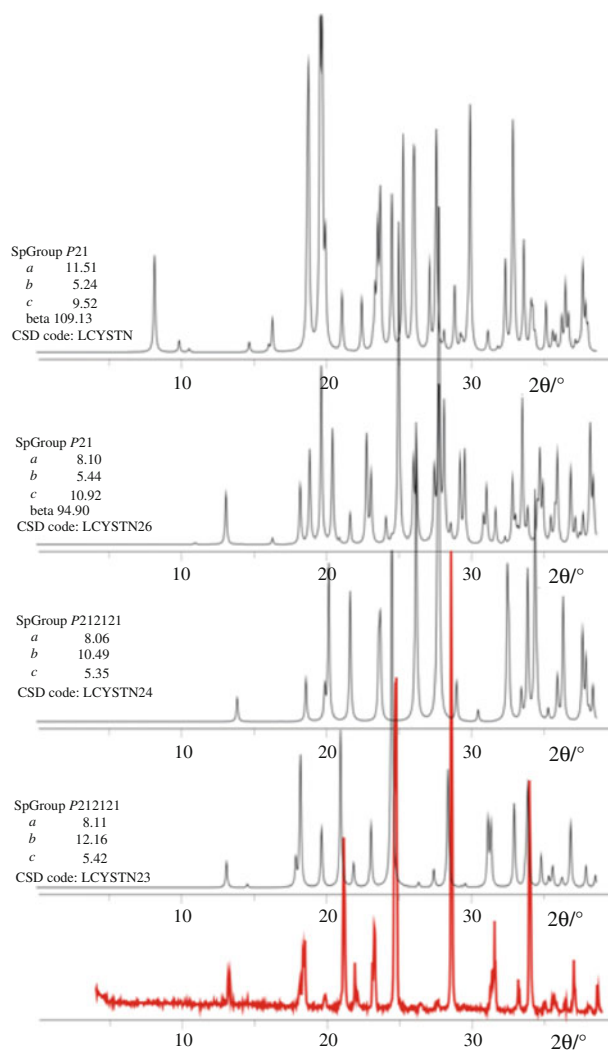 SpGroup P21
a 11.51
b 5.24
c 9.52
beta 109.13
CSD code: LCYSTN
10 20 30 2θ/°
SpGroup P21
a 8.10
b 5.44
c 10.92
beta 94.90
CSD code: LCYSTN26
10 20 30 2θ/°
SpGroup P212121
a 8.06
b 10.49
c 5.35
CSD code: LCYSTN24
10 20 30 2θ/°
SpGroup P212121
a 8.11
b 12.16
c 5.42
CSD code: LCYSTN23
10 20 30 2θ/°
10 20 30 2θ/°